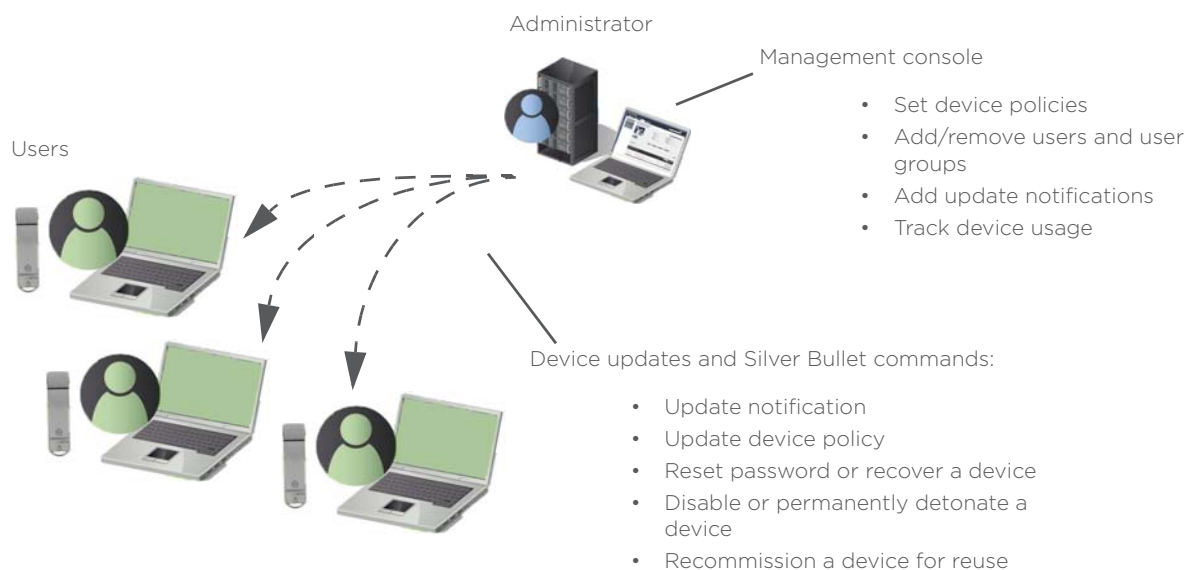 Administrator
Management console
• Set device policies
• Add/remove users and user
groups
• Add update notifications
• Track device usage
Users
Device updates and Silver Bullet commands:
• Update notification
• Update device policy
• Reset password or recover a device
• Disable or permanently detonate a
device
• Recommission a device for reuse